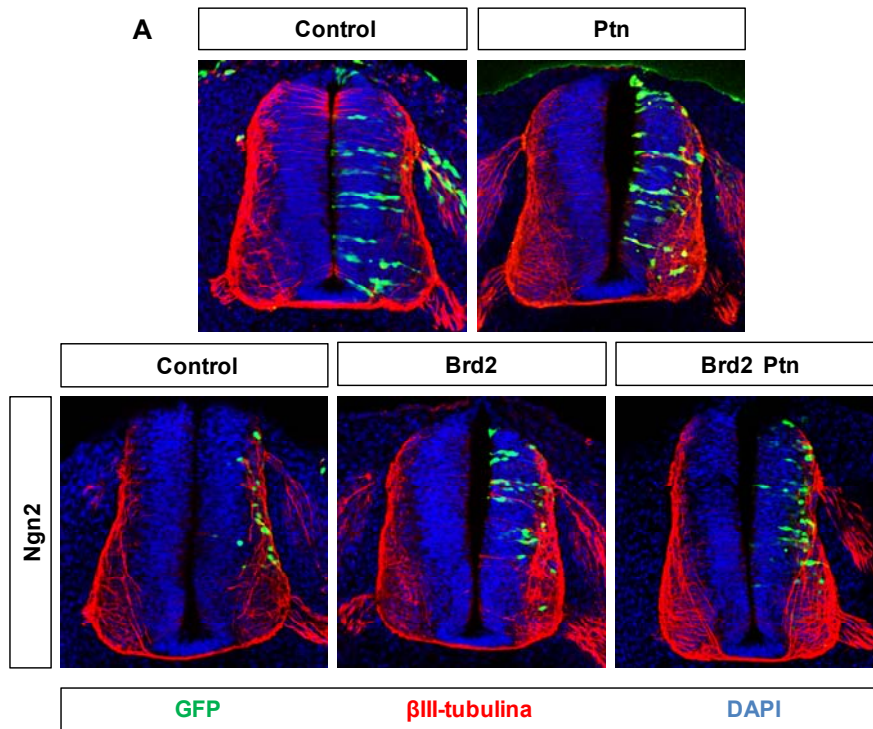 A
Control
Ptn
Control
Brd2
Brd2 Ptn
Ngn2
GFP
βIII-tubulina
DAPI